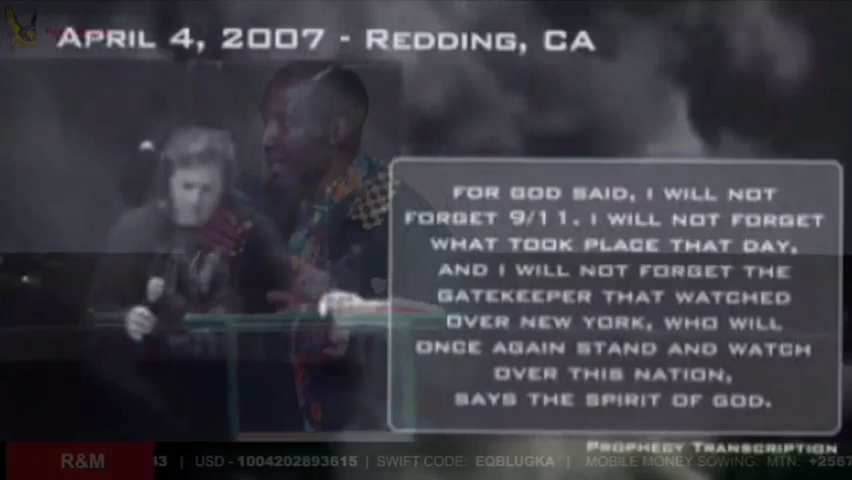 APRIL 4, 2007 - REDDING, CA
FOR GOD SAID, I WILL NOT
FORGET 9/11. I WILL NOT FORGET
WHAT TOOK PLACE THAT DAY,
AND I WILL NOT FORGET THE
GATEKEEPER THAT WATCHED
OVER NEW YORK, WHO WILL
ONCE AGAIN STAND AND WATCH
OVER THIS NATION,
SAYS THE SPIRIT OF GOD.
PROPHECY TRANSCRIPTION
R&M 43 | USD - 1004202893615 | SWIFT CODE: EQBLUGKA | MOBILE MONEY SOWING: MTN: +2567